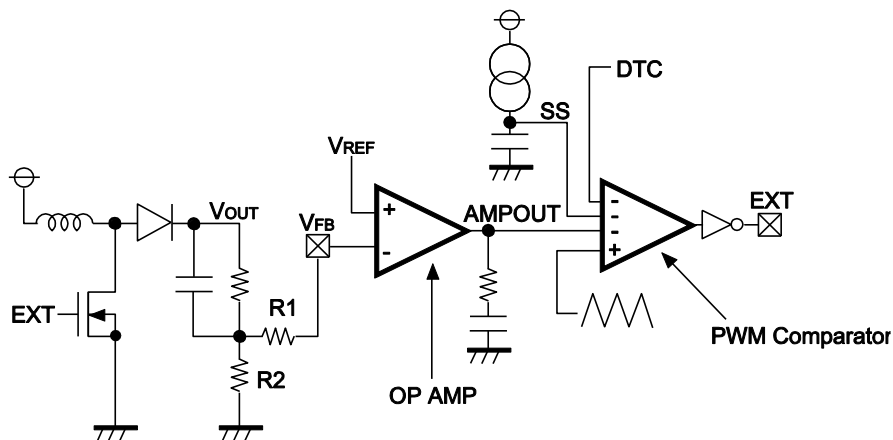 DTC
SS
VREF
VOUT
VFB
AMPOUT
EXT
EXT
R1
R2
OP AMP
PWM Comparator